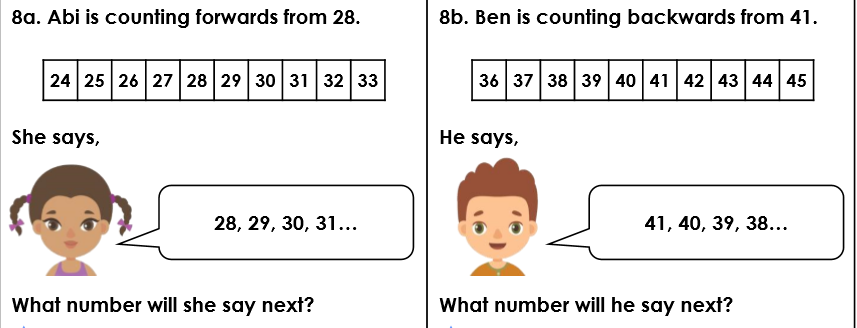 8a. Abi is counting forwards from 28.
24 25 26 27 28 29 30 31 32 33
She says,
28, 29, 30, 31...
What number will she say next?
8b. Ben is counting backwards from 41.
36 37 38 39 40 41 42 43 44 45
He says,
41, 40, 39, 38...
What number will he say next?